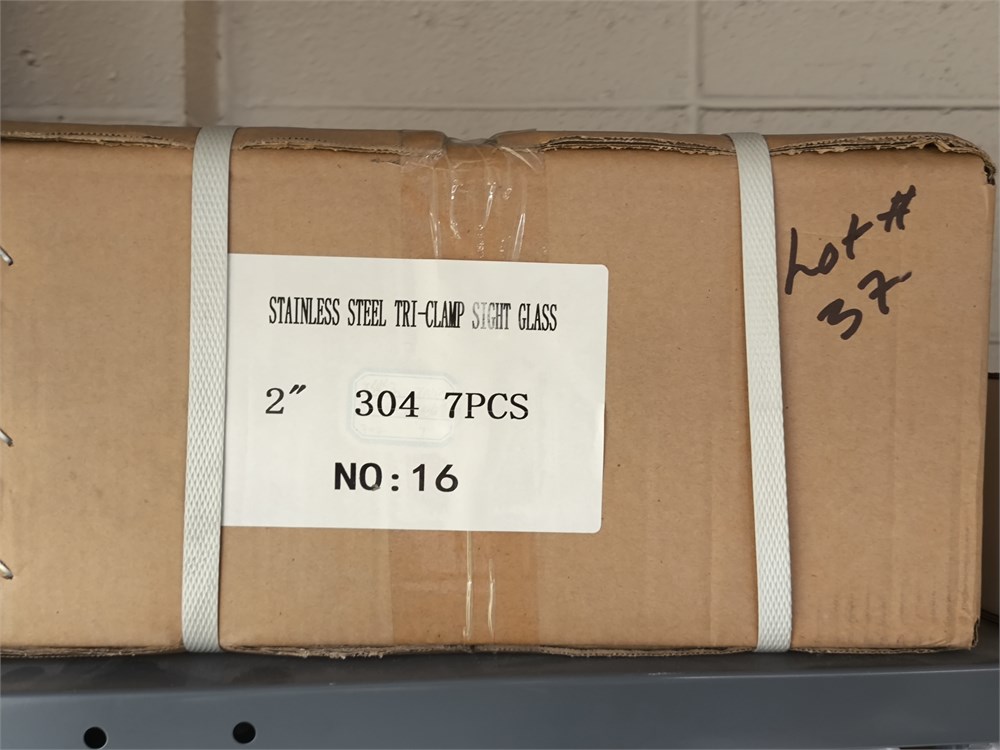 STAINLESS STEEL TRI-CLAMP SIGHT GLASS
2″ 304 7PCS
NO:16
Lot #
37